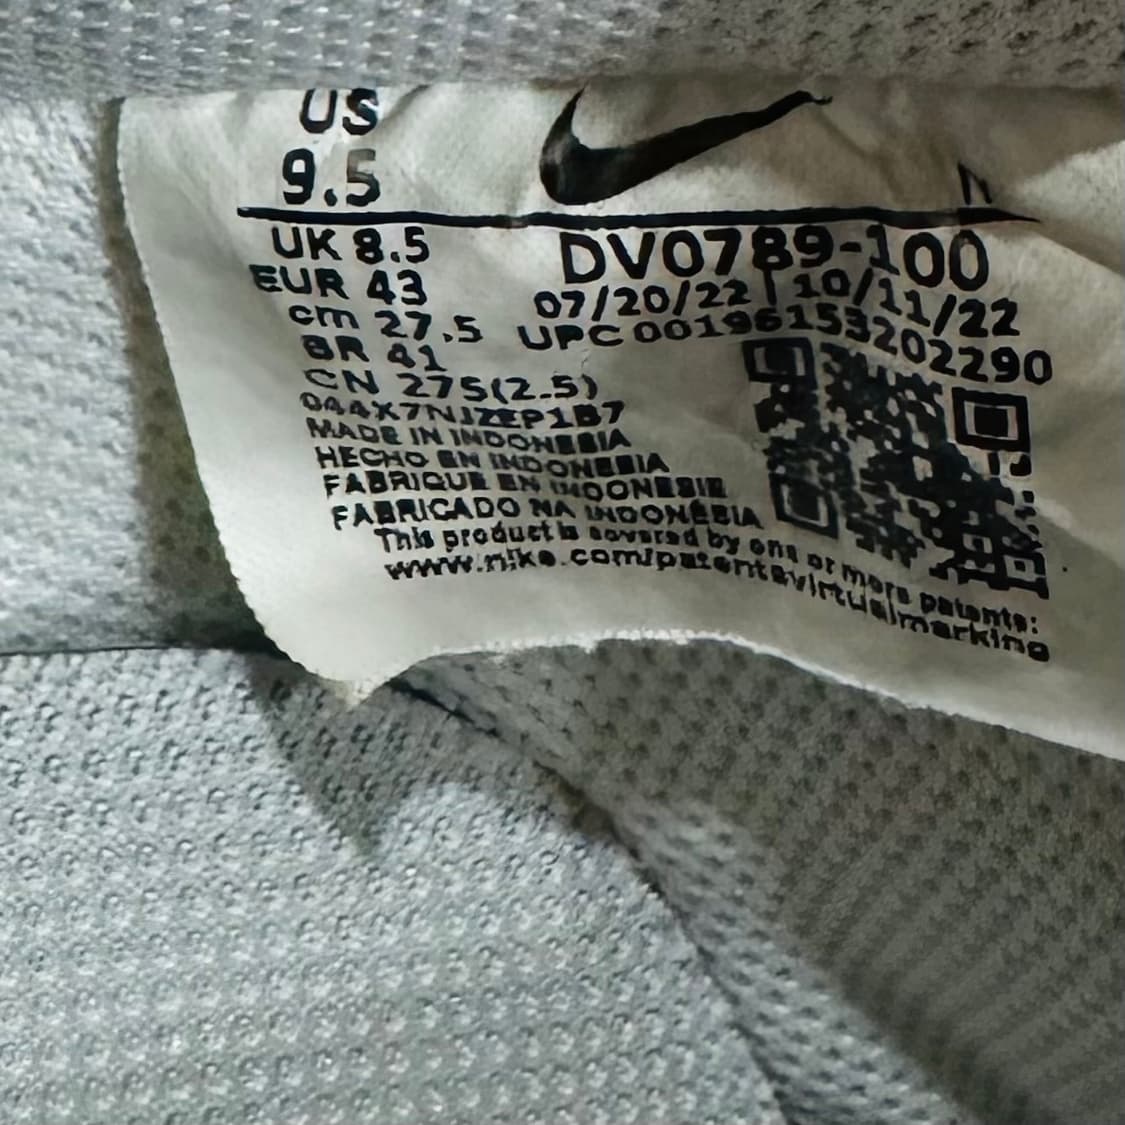 US
9.5
N
UK 8.5
EUR 43
cm 27.5
BR 41
CN 275(2.5)
DV0789-100
07/20/22 | 10/11/22
UPC 00196153202290
MADE IN INDONESIA
HECHO EN INDONESIA
FABRIQUE EN INDONESIE
FABRICADO NA INDONÉSIA
This product is covered by one or more patents:
www.nike.com/patentsvirtualmarking